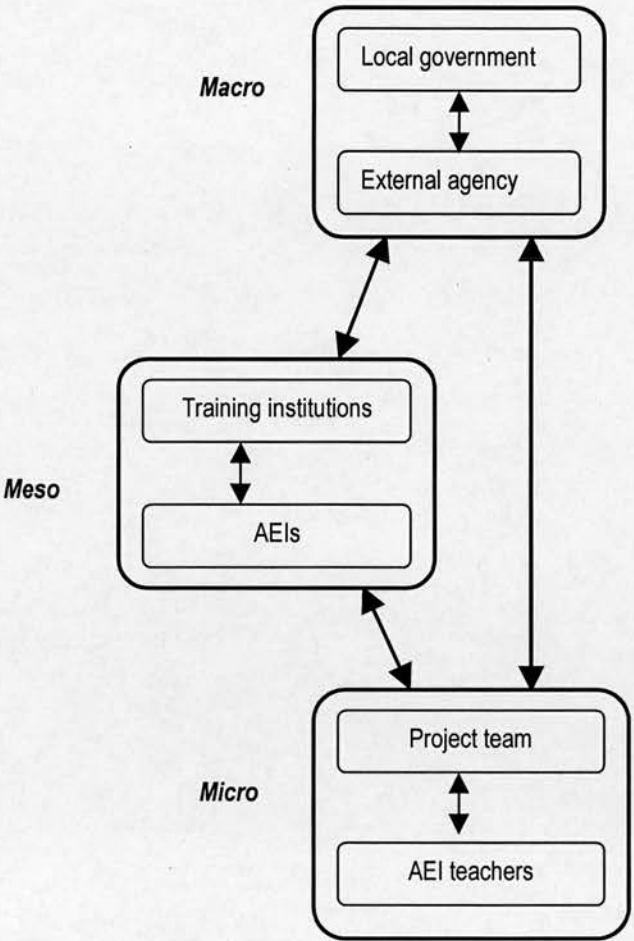 Local government
Macro
External agency
Training institutions
Meso
AEIs
Project team
Micro
AEI teachers